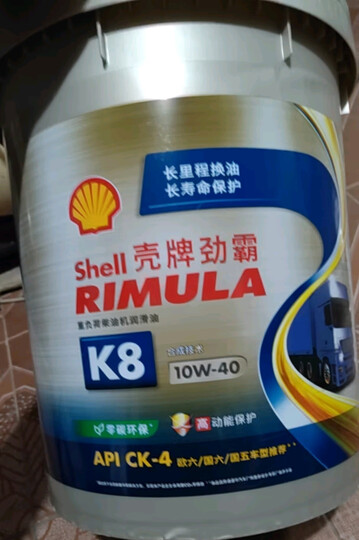 长里程换油
长寿命保护
Shell 壳牌劲霸
RIMULA
重负荷柴油机润滑油
K8
合成技术
10W-40
零碳环保*
高动能保护
API CK-4 欧六/国六/国五车型推荐**